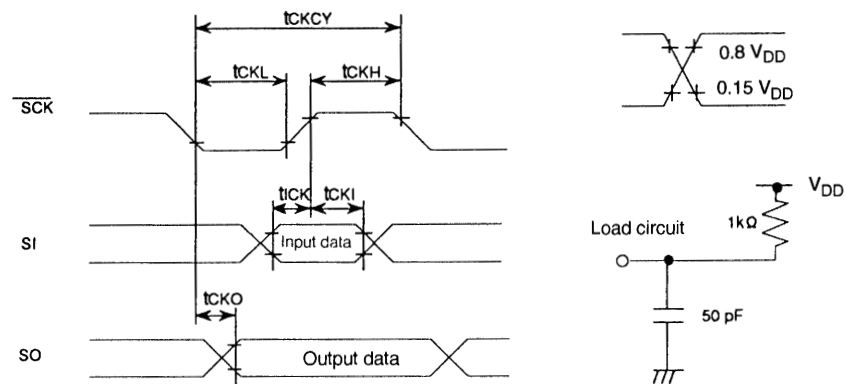 tCKCY
tCKL
tCKH
SCK
tICK
tCKI
SI
Input data
tCKO
SO
Output data
0.8 VDD
0.15 VDD
VDD
1kΩ
Load circuit
50 pF